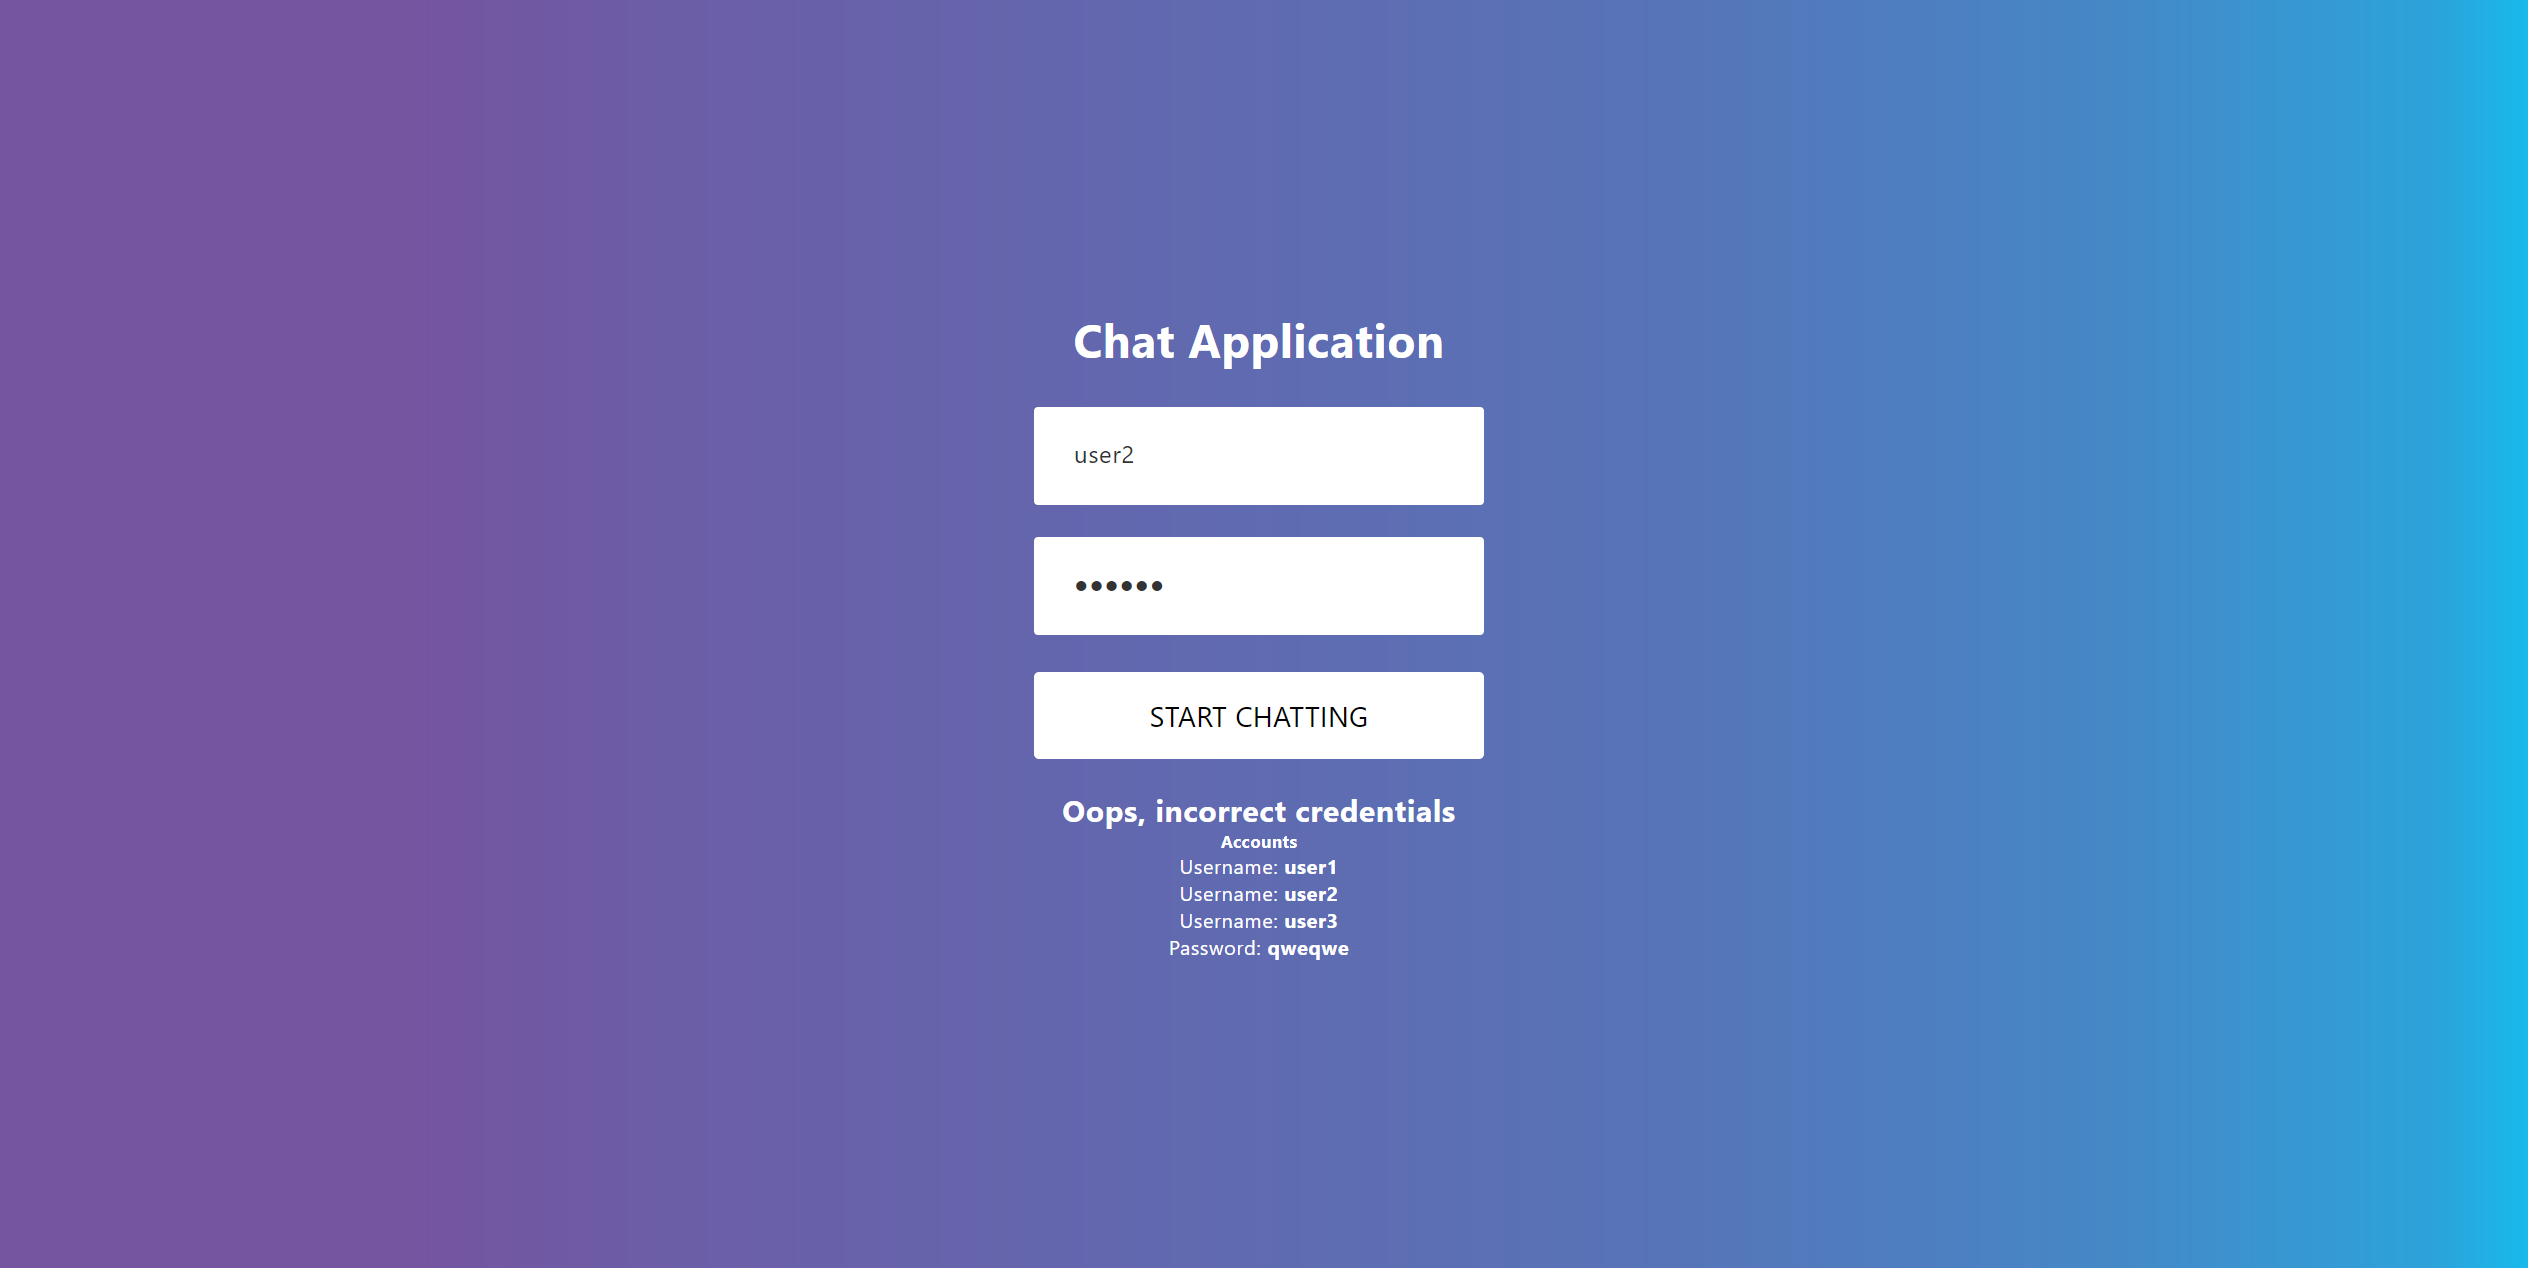 Chat Application
user2
••••••
START CHATTING
Oops, incorrect credentials
Accounts
Username: user1
Username: user2
Username: user3
Password: qweqwe